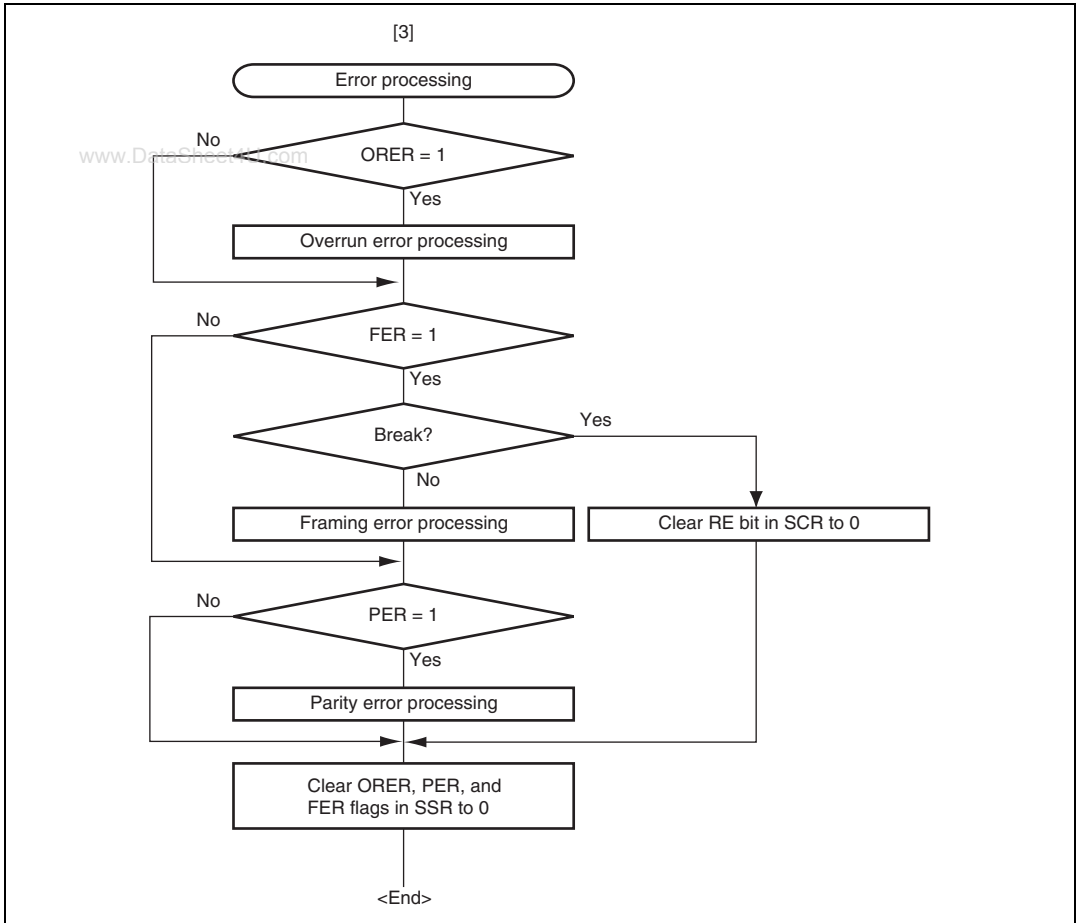 [3]
Error processing
No
www.DataSheet4U.com
ORER = 1
Yes
Overrun error processing
No
FER = 1
Yes
Break?
Yes
No
Framing error processing
Clear RE bit in SCR to 0
No
PER = 1
Yes
Parity error processing
Clear ORER, PER, and
FER flags in SSR to 0
<End>